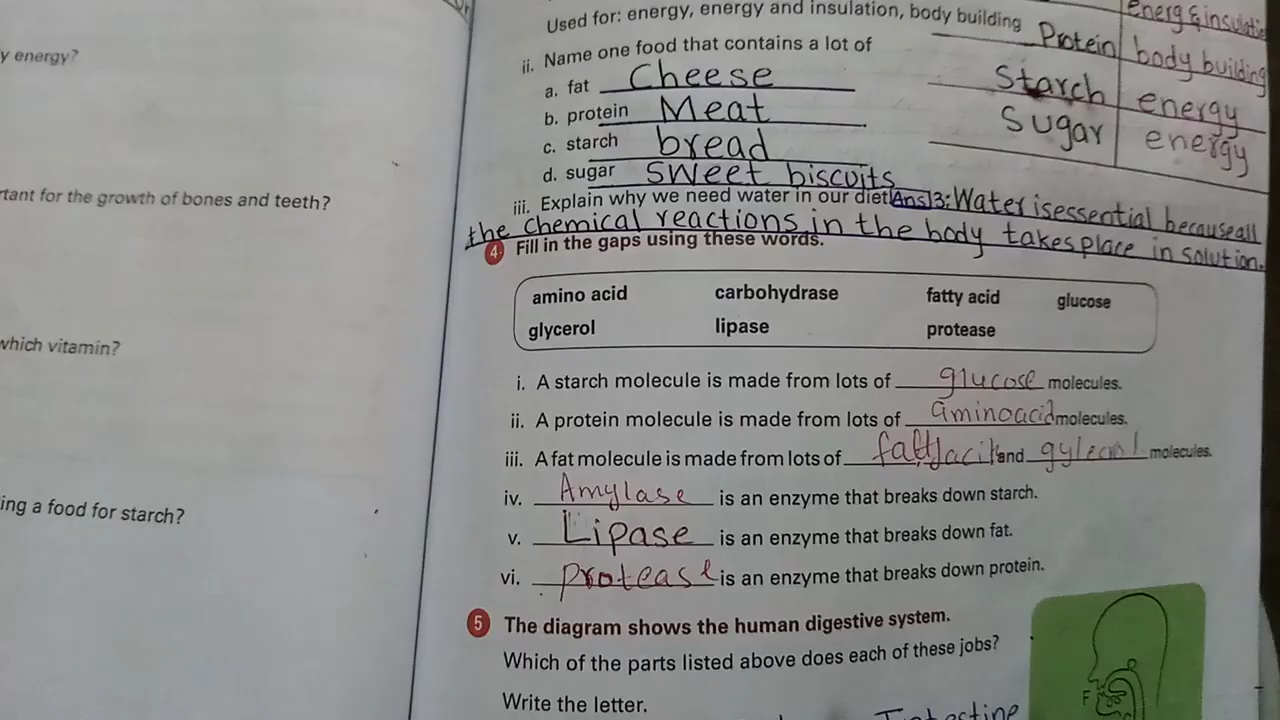 y energy?
rtant for the growth of bones and teeth?
which vitamin?
ing a food for starch?
Used for: energy, energy and insulation, body building
energ & insulatio
Protein body building
ii. Name one food that contains a lot of
a. fat Cheese
Starch energy
b. protein Meat
Sugar energy
c. starch bread
d. sugar Sweet biscuits
iii. Explain why we need water in our diet Ans 3: Water is essential because all
the chemical reactions in the body takes place in solution.
4 Fill in the gaps using these words.
amino acid carbohydrase fatty acid glucose
glycerol lipase protease
i. A starch molecule is made from lots of glucose molecules.
ii. A protein molecule is made from lots of aminoacid molecules.
iii. A fat molecule is made from lots of and molecules.
iv. Amylase is an enzyme that breaks down starch.
v. Lipase is an enzyme that breaks down fat.
vi. protease is an enzyme that breaks down protein.
5 The diagram shows the human digestive system.
Which of the parts listed above does each of these jobs?
Write the letter.
F